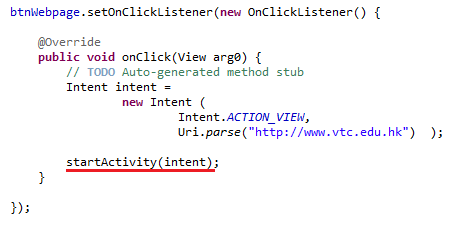 btnWebpage.setOnClickListener(new OnClickListener() {
@Override
public void onClick(View arg0) {
// TODO Auto-generated method stub
Intent intent =
new Intent (
Intent.ACTION_VIEW,
Uri.parse("http://www.vtc.edu.hk")  );
startActivity(intent);
}
});